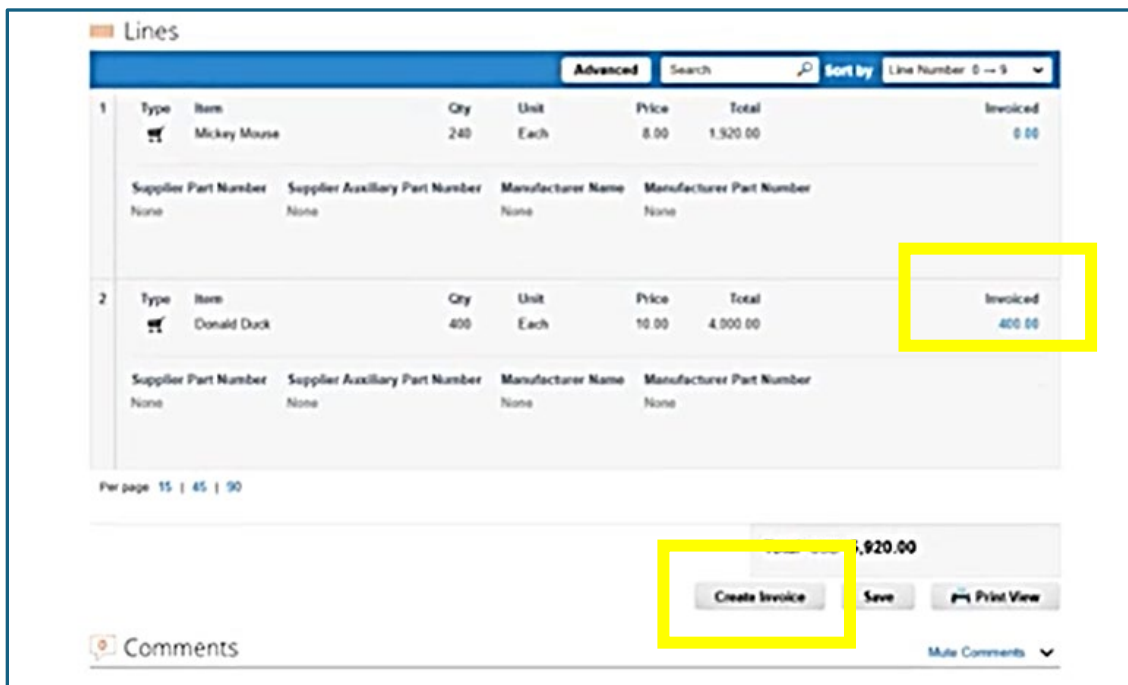 Lines
Advanced Search Sort by Line Number 0 → 9
1 Type Item Qty Unit Price Total Invoiced
Mickey Mouse 240 Each 8.00 1,920.00 0.00
Supplier Part Number Supplier Auxiliary Part Number Manufacturer Name Manufacturer Part Number
None None None None
2 Type Item Qty Unit Price Total Invoiced
Donald Duck 400 Each 10.00 4,000.00 400.00
Supplier Part Number Supplier Auxiliary Part Number Manufacturer Name Manufacturer Part Number
None None None None
Per page 15 | 45 | 90
,920.00
Create Invoice Save Print View
0 Comments Mute Comments